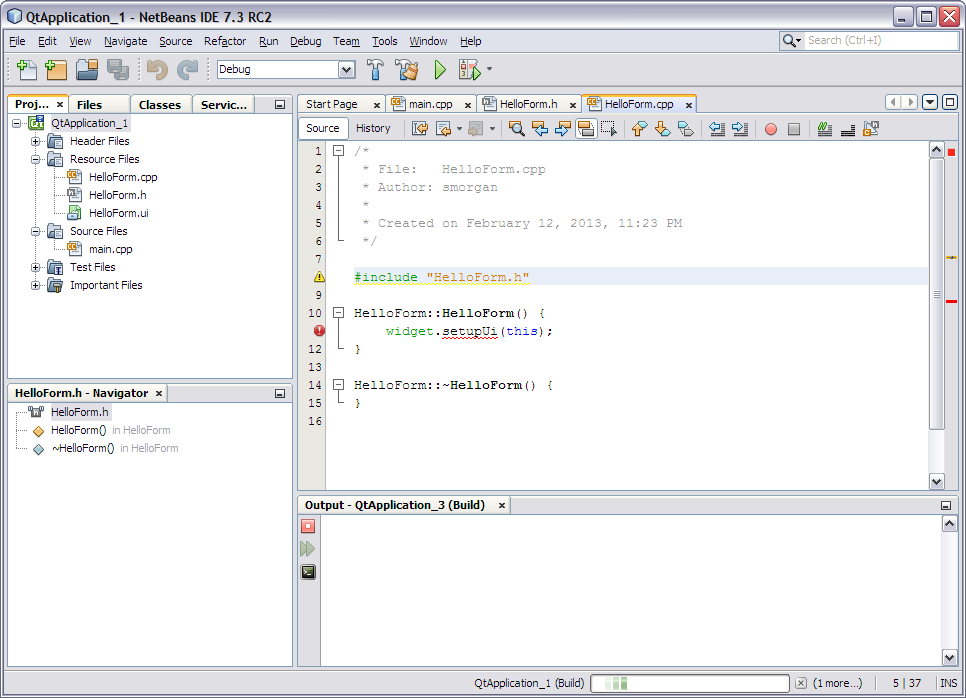 QtApplication_1 - NetBeans IDE 7.3 RC2
File Edit View Navigate Source Refactor Run Debug Team Tools Window Help
Search (Ctrl+I)
Debug
Proj... × Files Classes Servic...
QtApplication_1
Header Files
Resource Files
HelloForm.cpp
HelloForm.h
HelloForm.ui
Source Files
main.cpp
Test Files
Important Files
HelloForm.h - Navigator ×
HelloForm.h
HelloForm() in HelloForm
~HelloForm() in HelloForm
Start Page × main.cpp × HelloForm.h × HelloForm.cpp ×
Source History
1 /*
2 * File: HelloForm.cpp
3 * Author: smorgan
4 *
5 * Created on February 12, 2013, 11:23 PM
6 */
7
#include "HelloForm.h"
9
10 HelloForm::HelloForm() {
widget.setupUi(this);
12 }
13
14 HelloForm::~HelloForm() {
15 }
16
Output - QtApplication_3 (Build) ×
QtApplication_1 (Build) (1 more...) 5 | 37 INS